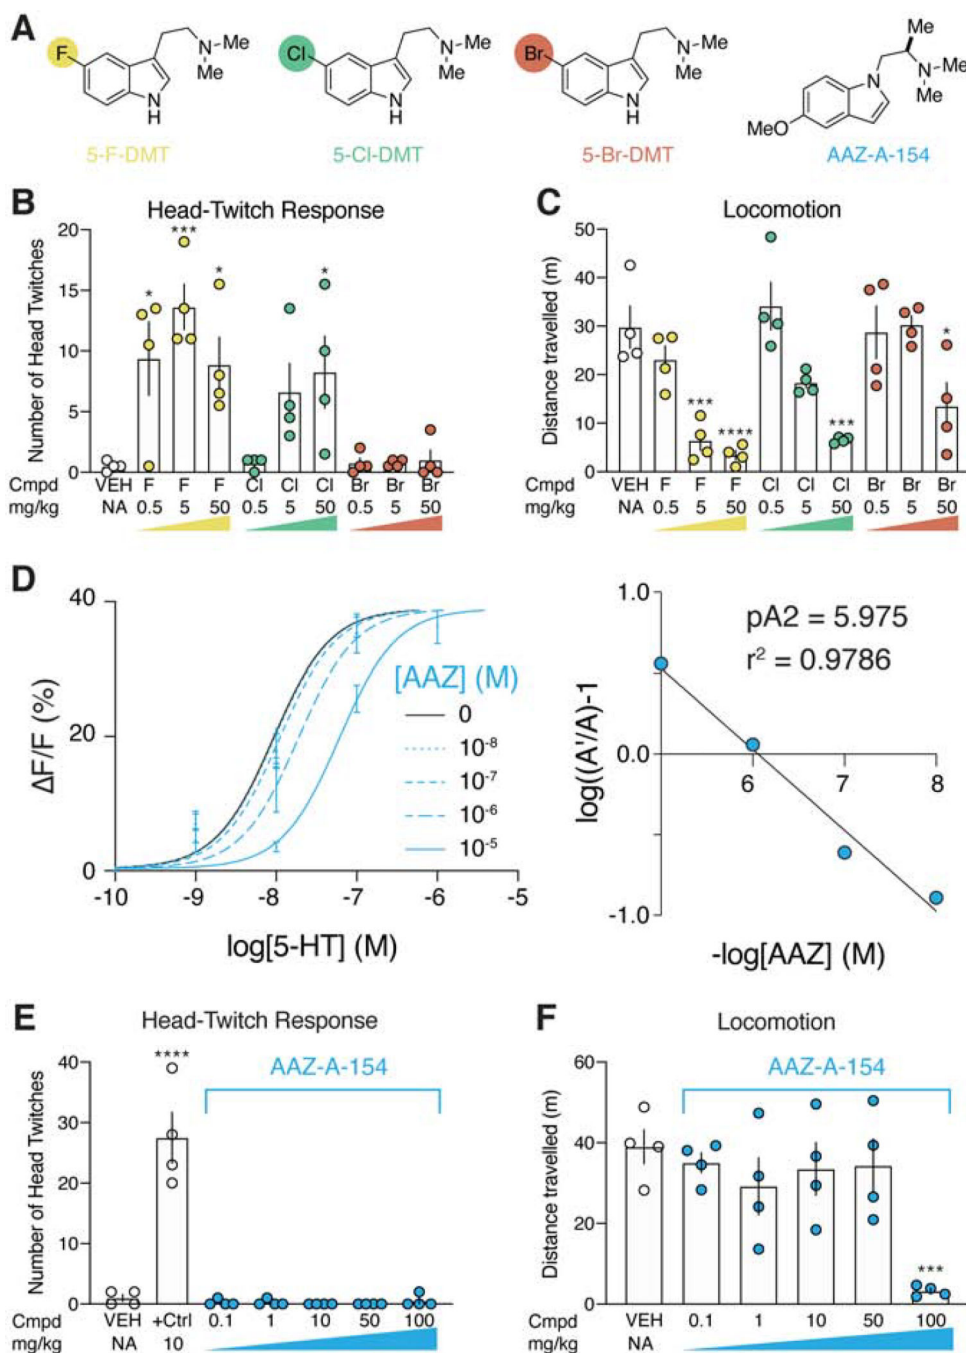 A
F
N
Me
Me
N
H
5-F-DMT
Cl
N
Me
Me
N
H
5-Cl-DMT
Br
N
Me
Me
N
H
5-Br-DMT
Me
N
N
Me
Me
MeO
AAZ-A-154
B
Head-Twitch Response
Number of Head Twitches
20
15
10
5
0
*
***
*
*
Cmpd VEH F F F Cl Cl Cl Br Br Br
mg/kg NA 0.5 5 50 0.5 5 50 0.5 5 50
C
Locomotion
Distance travelled (m)
50
40
30
20
10
0
***
****
***
*
Cmpd VEH F F F Cl Cl Cl Br Br Br
mg/kg NA 0.5 5 50 0.5 5 50 0.5 5 50
D
ΔF/F (%)
40
20
0
-10 -9 -8 -7 -6 -5
log[5-HT] (M)
[AAZ] (M)
0
10-8
10-7
10-6
10-5
log((A'/A)-1
1.0
0.0
-1.0
6 7 8
pA2 = 5.975
r2 = 0.9786
-log[AAZ] (M)
E
Head-Twitch Response
Number of Head Twitches
40
30
20
10
0
****
AAZ-A-154
Cmpd VEH +Ctrl 0.1 1 10 50 100
mg/kg NA 10
F
Locomotion
Distance travelled (m)
60
40
20
0
AAZ-A-154
***
Cmpd VEH 0.1 1 10 50 100
mg/kg NA